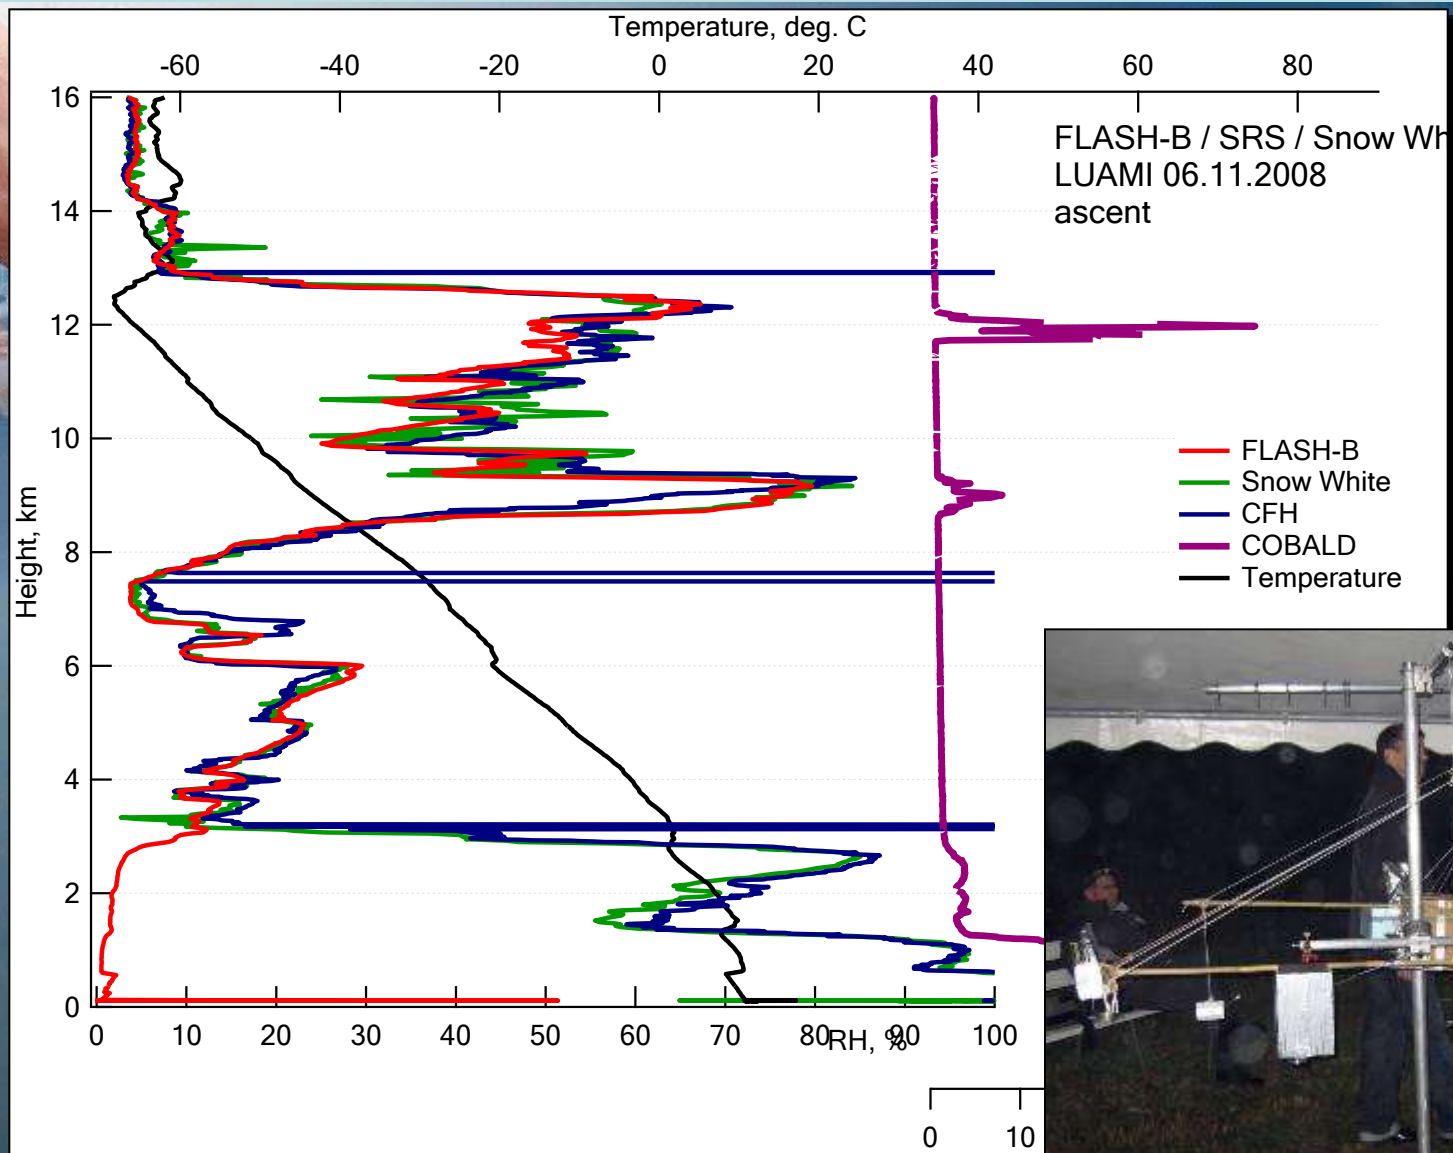 Temperature, deg. C
-60 -40 -20 0 20 40 60 80
FLASH-B / SRS / Snow Wh
LUAMI 06.11.2008
ascent
16
14
12
10
8
6
4
2
0
Height, km
FLASH-B
Snow White
CFH
COBALD
Temperature
0 10 20 30 40 50 60 70 80 90 100
RH, %
0 10